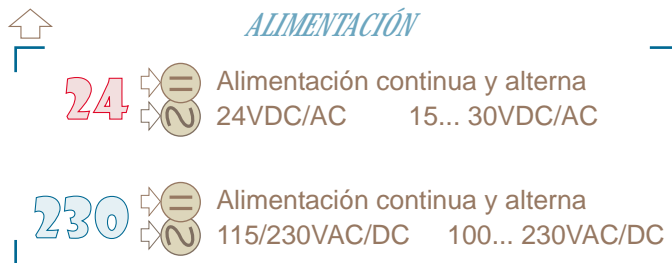 ALIMENTACIÓN
24 Alimentación continua y alterna
24VDC/AC 15... 30VDC/AC
230 Alimentación continua y alterna
115/230VAC/DC 100... 230VAC/DC